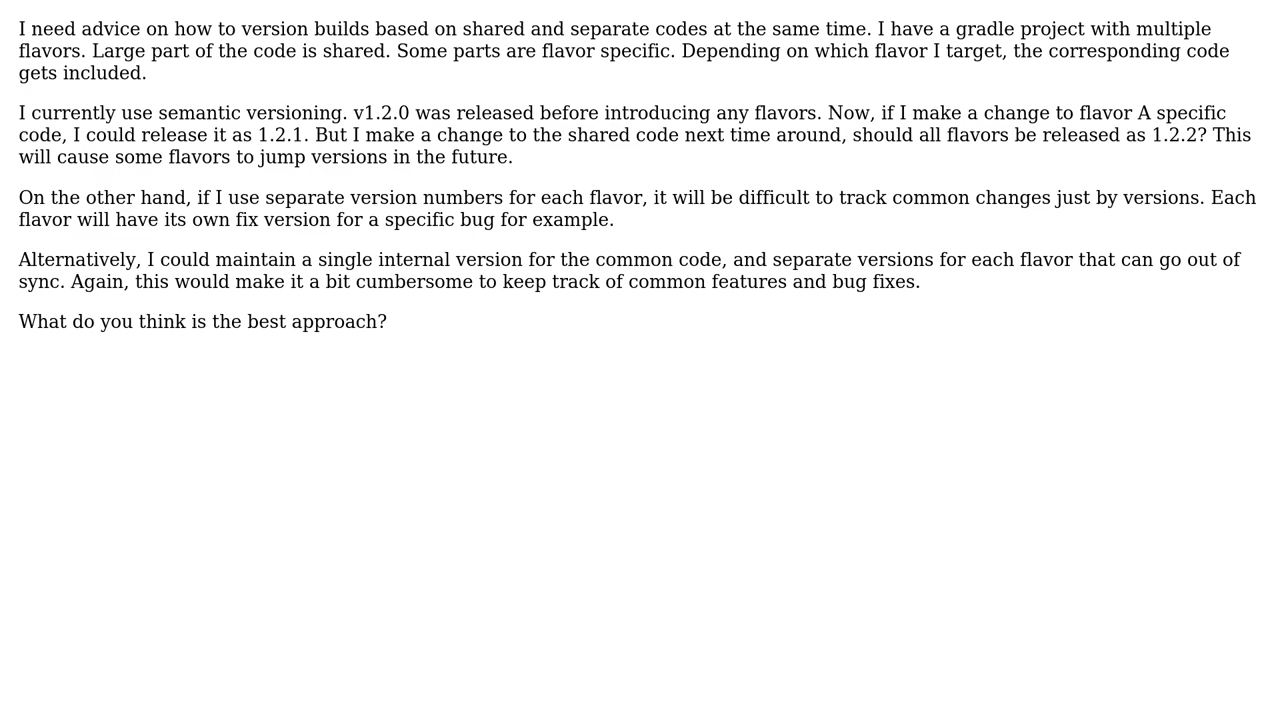 I need advice on how to version builds based on shared and separate codes at the same time. I have a gradle project with multiple
flavors. Large part of the code is shared. Some parts are flavor specific. Depending on which flavor I target, the corresponding code
gets included.
I currently use semantic versioning. v1.2.0 was released before introducing any flavors. Now, if I make a change to flavor A specific
code, I could release it as 1.2.1. But I make a change to the shared code next time around, should all flavors be released as 1.2.2? This
will cause some flavors to jump versions in the future.
On the other hand, if I use separate version numbers for each flavor, it will be difficult to track common changes just by versions. Each
flavor will have its own fix version for a specific bug for example.
Alternatively, I could maintain a single internal version for the common code, and separate versions for each flavor that can go out of
sync. Again, this would make it a bit cumbersome to keep track of common features and bug fixes.
What do you think is the best approach?